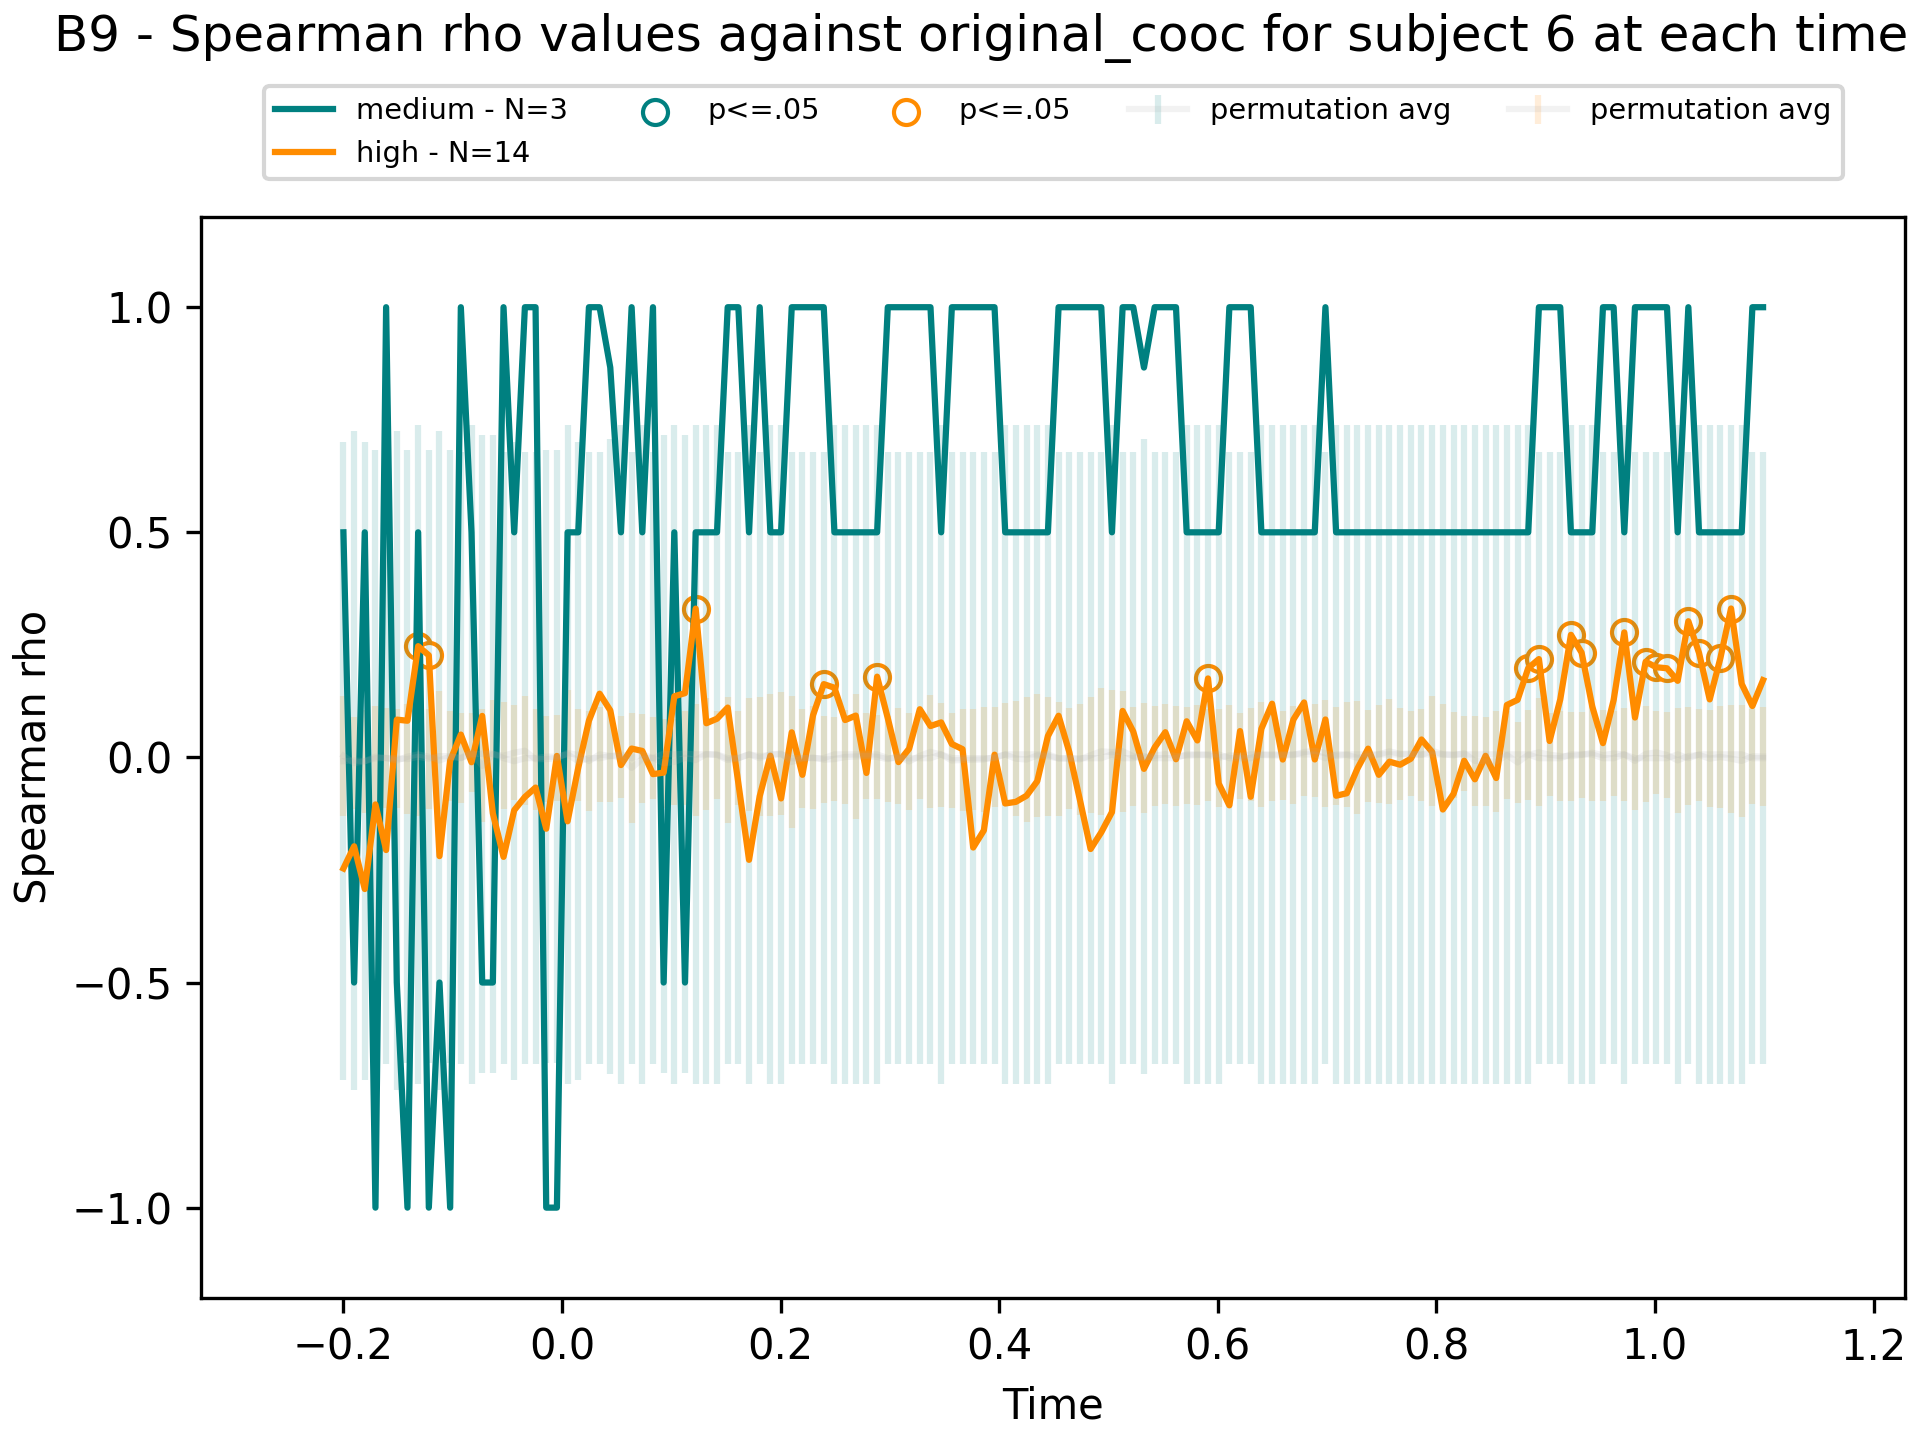 B9 - Spearman rho values against original_cooc for subject 6 at each time
medium - N=3
high - N=14
p<=.05
p<=.05
permutation avg
permutation avg
Spearman rho
1.0
0.5
0.0
−0.5
−1.0
−0.2 0.0 0.2 0.4 0.6 0.8 1.0 1.2
Time